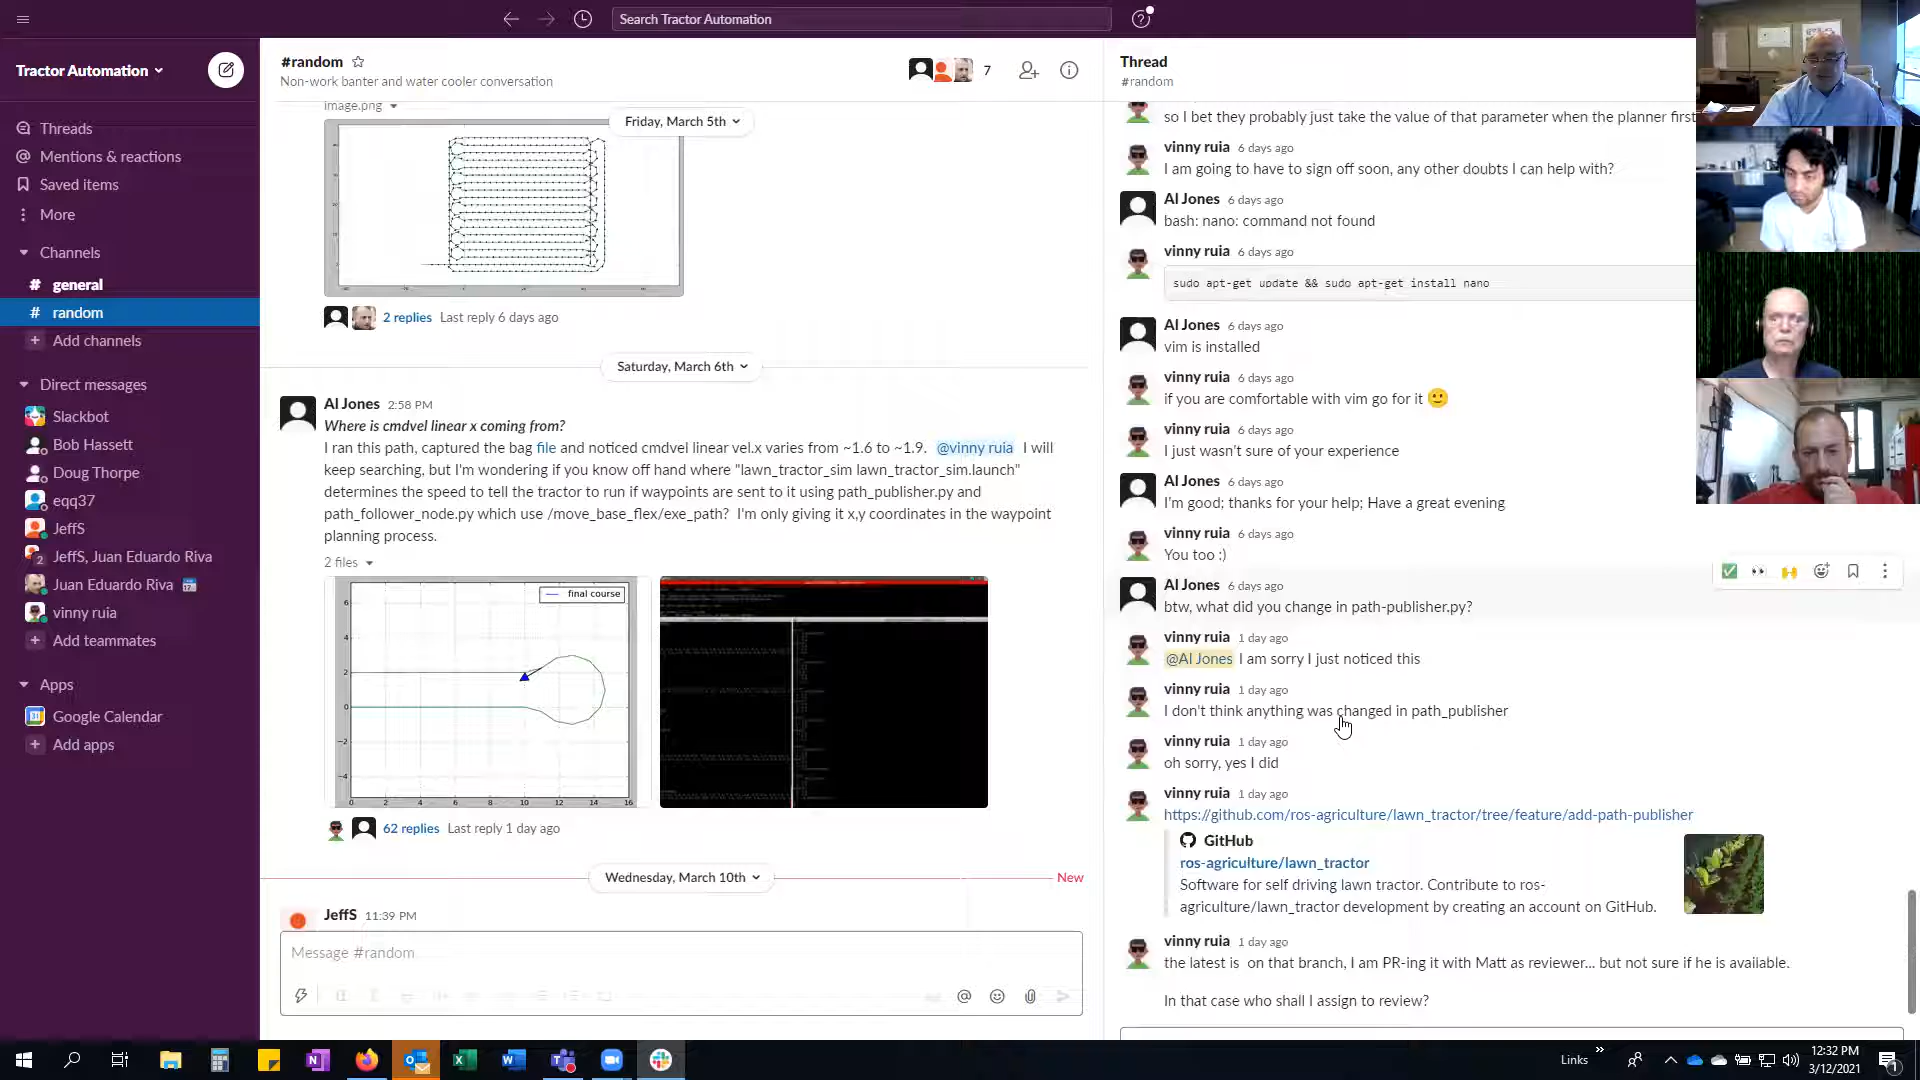 Search Tractor Automation
Tractor Automation
Threads
Mentions & reactions
Saved items
More
Channels
# general
# random
+ Add channels
Direct messages
Slackbot
Bob Hassett
Doug Thorpe
eqq37
JeffS
2 JeffS, Juan Eduardo Riva
Juan Eduardo Riva 17
vinny ruia
+ Add teammates
Apps
31 Google Calendar
+ Add apps
#random
Non-work banter and water cooler conversation
7
image.png
Friday, March 5th
2 replies Last reply 6 days ago
Saturday, March 6th
Al Jones 2:58 PM
Where is cmdvel linear x coming from?
I ran this path, captured the bag file and noticed cmdvel linear vel.x varies from ~1.6 to ~1.9. @vinny ruia I will
keep searching, but I'm wondering if you know off hand where "lawn_tractor_sim lawn_tractor_sim.launch"
determines the speed to tell the tractor to run if waypoints are sent to it using path_publisher.py and
path_follower_node.py which use /move_base_flex/exe_path? I'm only giving it x,y coordinates in the waypoint
planning process.
2 files
final course
6
4
2
0
−2
−4
0 2 4 6 8 10 12 14 16
62 replies Last reply 1 day ago
Wednesday, March 10th New
JeffS 11:39 PM
Message #random
Thread
#random
so I bet they probably just take the value of that parameter when the planner first
vinny ruia 6 days ago
I am going to have to sign off soon, any other doubts I can help with?
Al Jones 6 days ago
bash: nano: command not found
vinny ruia 6 days ago
sudo apt-get update && sudo apt-get install nano
Al Jones 6 days ago
vim is installed
vinny ruia 6 days ago
if you are comfortable with vim go for it 🙂
vinny ruia 6 days ago
I just wasn't sure of your experience
Al Jones 6 days ago
I'm good; thanks for your help; Have a great evening
vinny ruia 6 days ago
You too :)
Al Jones 6 days ago
btw, what did you change in path-publisher.py?
vinny ruia 1 day ago
@Al Jones I am sorry I just noticed this
vinny ruia 1 day ago
I don't think anything was changed in path_publisher
vinny ruia 1 day ago
oh sorry, yes I did
vinny ruia 1 day ago
https://github.com/ros-agriculture/lawn_tractor/tree/feature/add-path-publisher
GitHub
ros-agriculture/lawn_tractor
Software for self driving lawn tractor. Contribute to ros-
agriculture/lawn_tractor development by creating an account on GitHub.
vinny ruia 1 day ago
the latest is on that branch, I am PR-ing it with Matt as reviewer... but not sure if he is available.
In that case who shall I assign to review?
Links
12:32 PM
3/12/2021
1